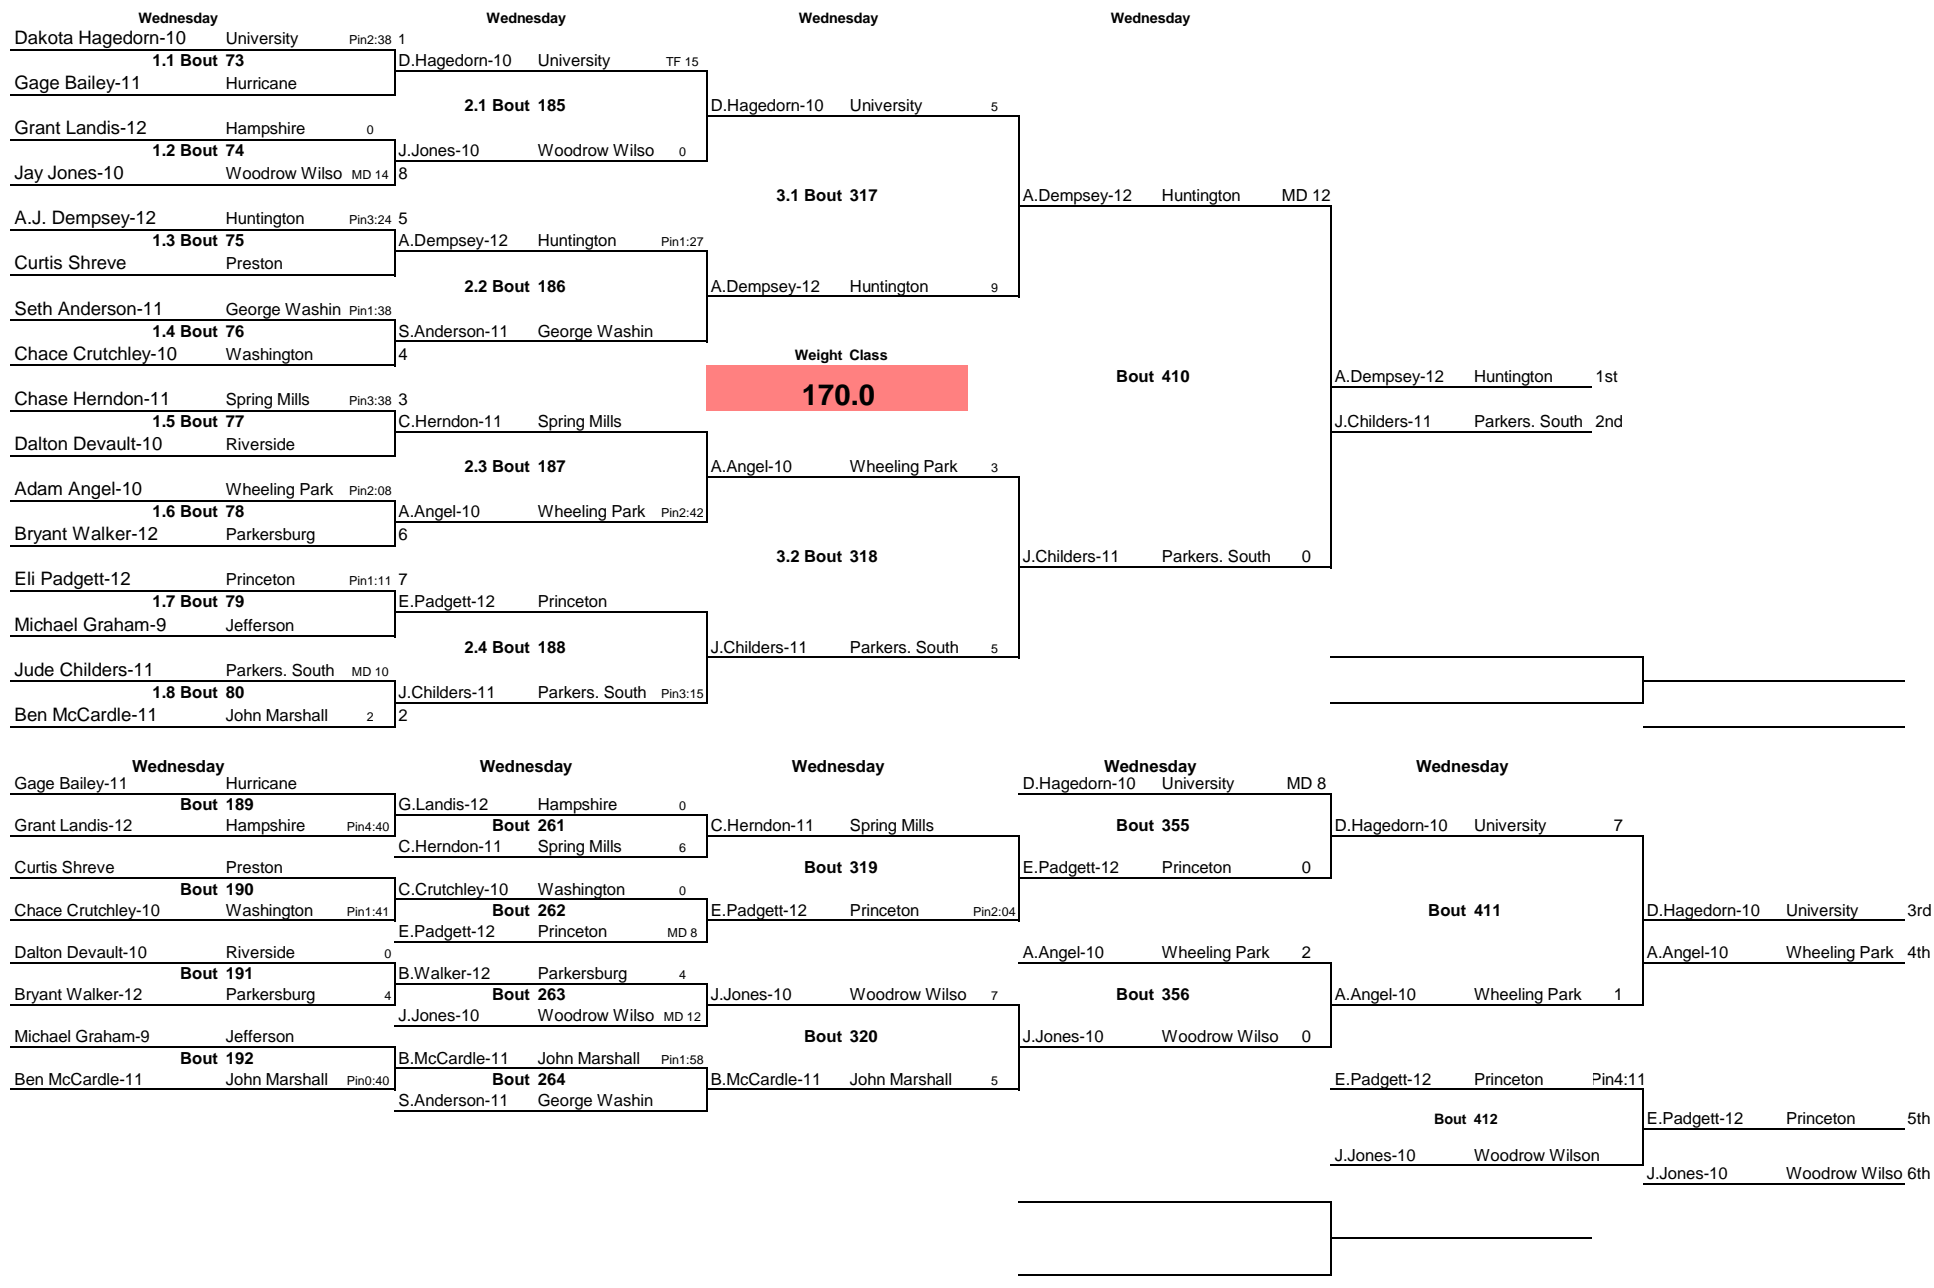 Wednesday Wednesday Wednesday Wednesday
Dakota Hagedorn-10 University Pin2:38 1
1.1 Bout 73 D.Hagedorn-10 University TF 15
Gage Bailey-11 Hurricane
2.1 Bout 185 D.Hagedorn-10 University 5
Grant Landis-12 Hampshire 0
1.2 Bout 74 J.Jones-10 Woodrow Wilso 0
Jay Jones-10 Woodrow Wilso MD 14 8
3.1 Bout 317 A.Dempsey-12 Huntington MD 12
A.J. Dempsey-12 Huntington Pin3:24 5
1.3 Bout 75 A.Dempsey-12 Huntington Pin1:27
Curtis Shreve Preston
2.2 Bout 186 A.Dempsey-12 Huntington 9
Seth Anderson-11 George Washin Pin1:38
1.4 Bout 76 S.Anderson-11 George Washin
Chace Crutchley-10 Washington 4 Weight Class
Bout 410 A.Dempsey-12 Huntington 1st
Chase Herndon-11 Spring Mills Pin3:38 3 170.0
1.5 Bout 77 C.Herndon-11 Spring Mills J.Childers-11 Parkers. South 2nd
Dalton Devault-10 Riverside
2.3 Bout 187 A.Angel-10 Wheeling Park 3
Adam Angel-10 Wheeling Park Pin2:08
1.6 Bout 78 A.Angel-10 Wheeling Park Pin2:42
Bryant Walker-12 Parkersburg 6
3.2 Bout 318 J.Childers-11 Parkers. South 0
Eli Padgett-12 Princeton Pin1:11 7
1.7 Bout 79 E.Padgett-12 Princeton
Michael Graham-9 Jefferson
2.4 Bout 188 J.Childers-11 Parkers. South 5
Jude Childers-11 Parkers. South MD 10
1.8 Bout 80 J.Childers-11 Parkers. South Pin3:15
Ben McCardle-11 John Marshall 2 2
Wednesday Wednesday Wednesday Wednesday Wednesday
Gage Bailey-11 Hurricane D.Hagedorn-10 University MD 8
Bout 189 G.Landis-12 Hampshire 0
Grant Landis-12 Hampshire Pin4:40 Bout 261 C.Herndon-11 Spring Mills Bout 355 D.Hagedorn-10 University 7
C.Herndon-11 Spring Mills 6
Curtis Shreve Preston Bout 319 E.Padgett-12 Princeton 0
Bout 190 C.Crutchley-10 Washington 0
Chace Crutchley-10 Washington Pin1:41 Bout 262 E.Padgett-12 Princeton Pin2:04 Bout 411 D.Hagedorn-10 University 3rd
E.Padgett-12 Princeton MD 8
Dalton Devault-10 Riverside 0 A.Angel-10 Wheeling Park 2 A.Angel-10 Wheeling Park 4th
Bout 191 B.Walker-12 Parkersburg 4
Bryant Walker-12 Parkersburg 4 Bout 263 J.Jones-10 Woodrow Wilso 7 Bout 356 A.Angel-10 Wheeling Park 1
J.Jones-10 Woodrow Wilso MD 12
Michael Graham-9 Jefferson Bout 320 J.Jones-10 Woodrow Wilso 0
Bout 192 B.McCardle-11 John Marshall Pin1:58
Ben McCardle-11 John Marshall Pin0:40 Bout 264 B.McCardle-11 John Marshall 5 E.Padgett-12 Princeton Pin4:11
S.Anderson-11 George Washin
Bout 412 E.Padgett-12 Princeton 5th
J.Jones-10 Woodrow Wilson
J.Jones-10 Woodrow Wilso 6th